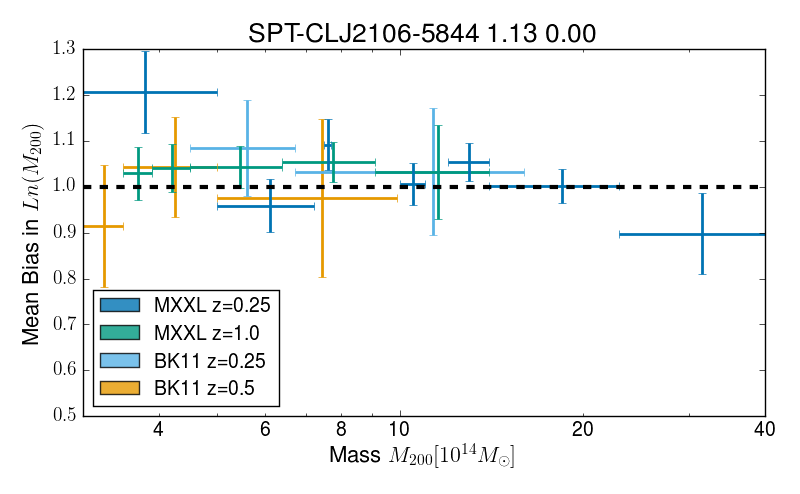 SPT-CLJ2106-5844 1.13 0.00
1.3
1.2
1.1
1.0
0.9
0.8
0.7
0.6
0.5
Mean Bias in Ln(M₂₀₀)
MXXL z=0.25
MXXL z=1.0
BK11 z=0.25
BK11 z=0.5
4 6 8 10 20 40
Mass M₂₀₀[10¹⁴M☉]